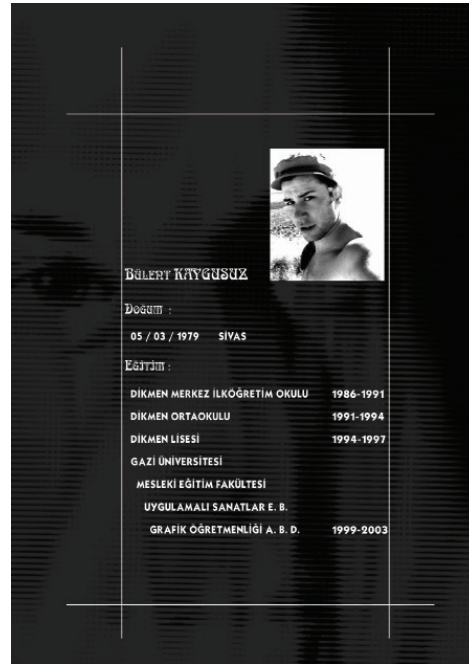 BÜLENT KAYGUSUZ
DOĞUM :
05 / 03 / 1979 SİVAS
EĞİTİM :
DİKMEN MERKEZ İLKÖĞRETİM OKULU 1986-1991
DİKMEN ORTAOKULU 1991-1994
DİKMEN LİSESİ 1994-1997
GAZİ ÜNİVERSİTESİ
MESLEKİ EĞİTİM FAKÜLTESİ
UYGULAMALI SANATLAR E. B.
GRAFİK ÖĞRETMENLİĞİ A. B. D. 1999-2003